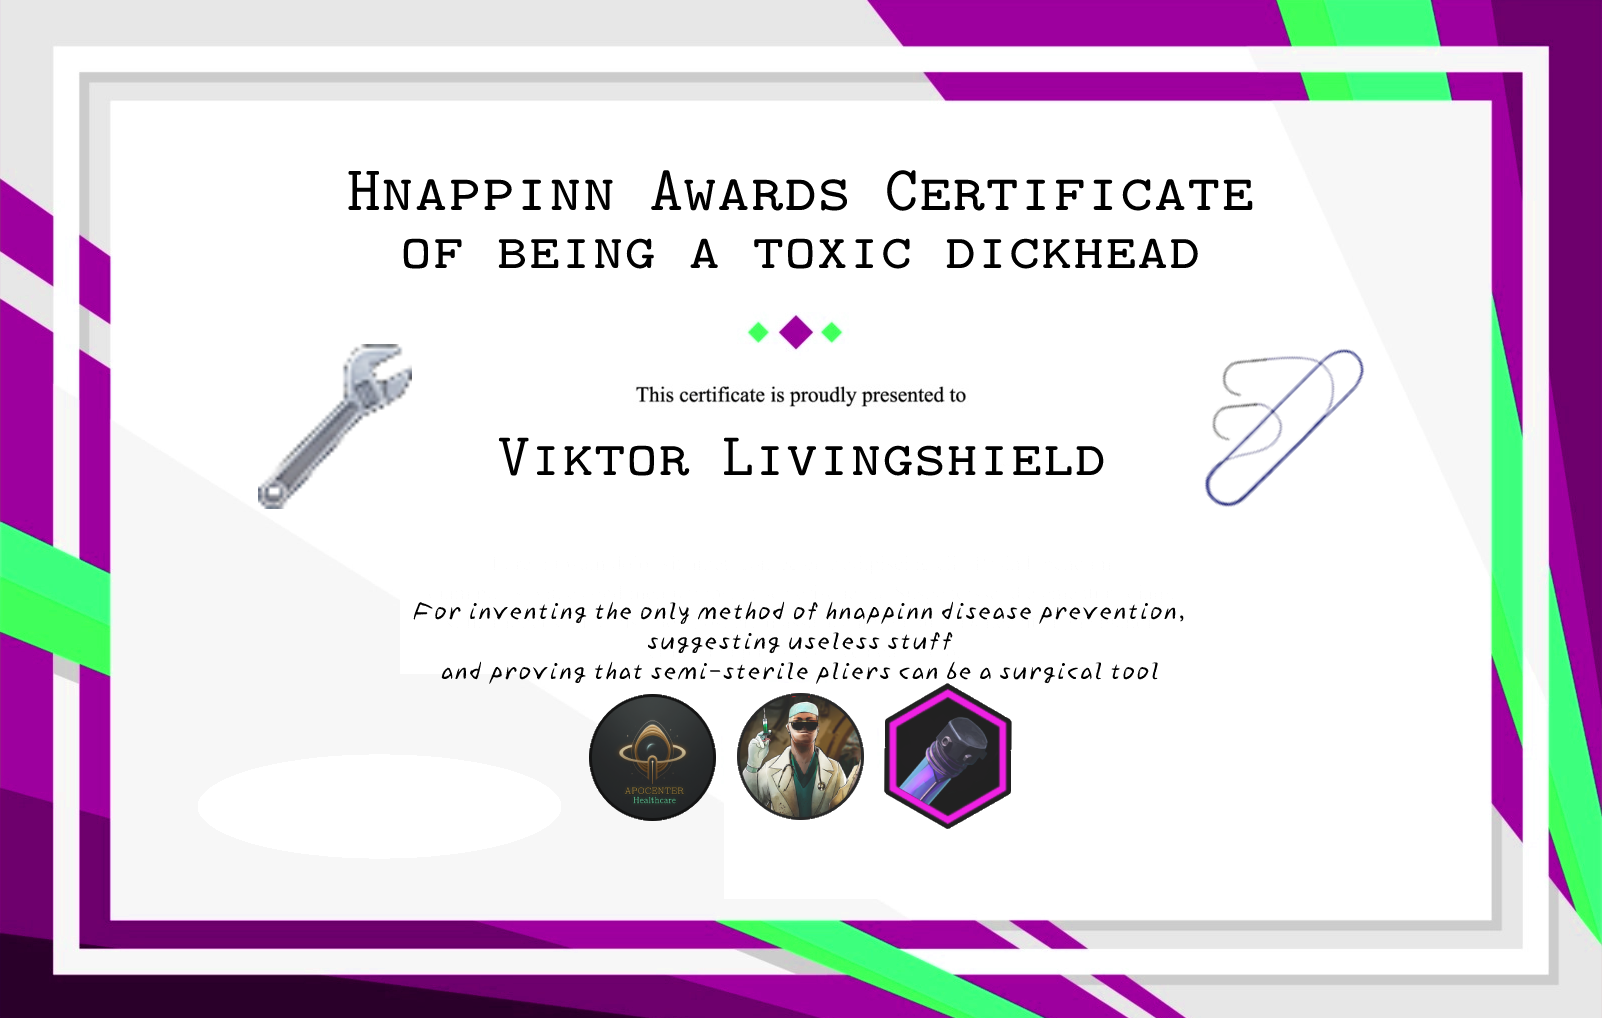 Hnappinn Awards Certificate
of being a toxic dickhead
This certificate is proudly presented to
Viktor Livingshield
For inventing the only method of hnappinn disease prevention,
suggesting useless stuff
and proving that semi-sterile pliers can be a surgical tool
APOCENTER
Healthcare